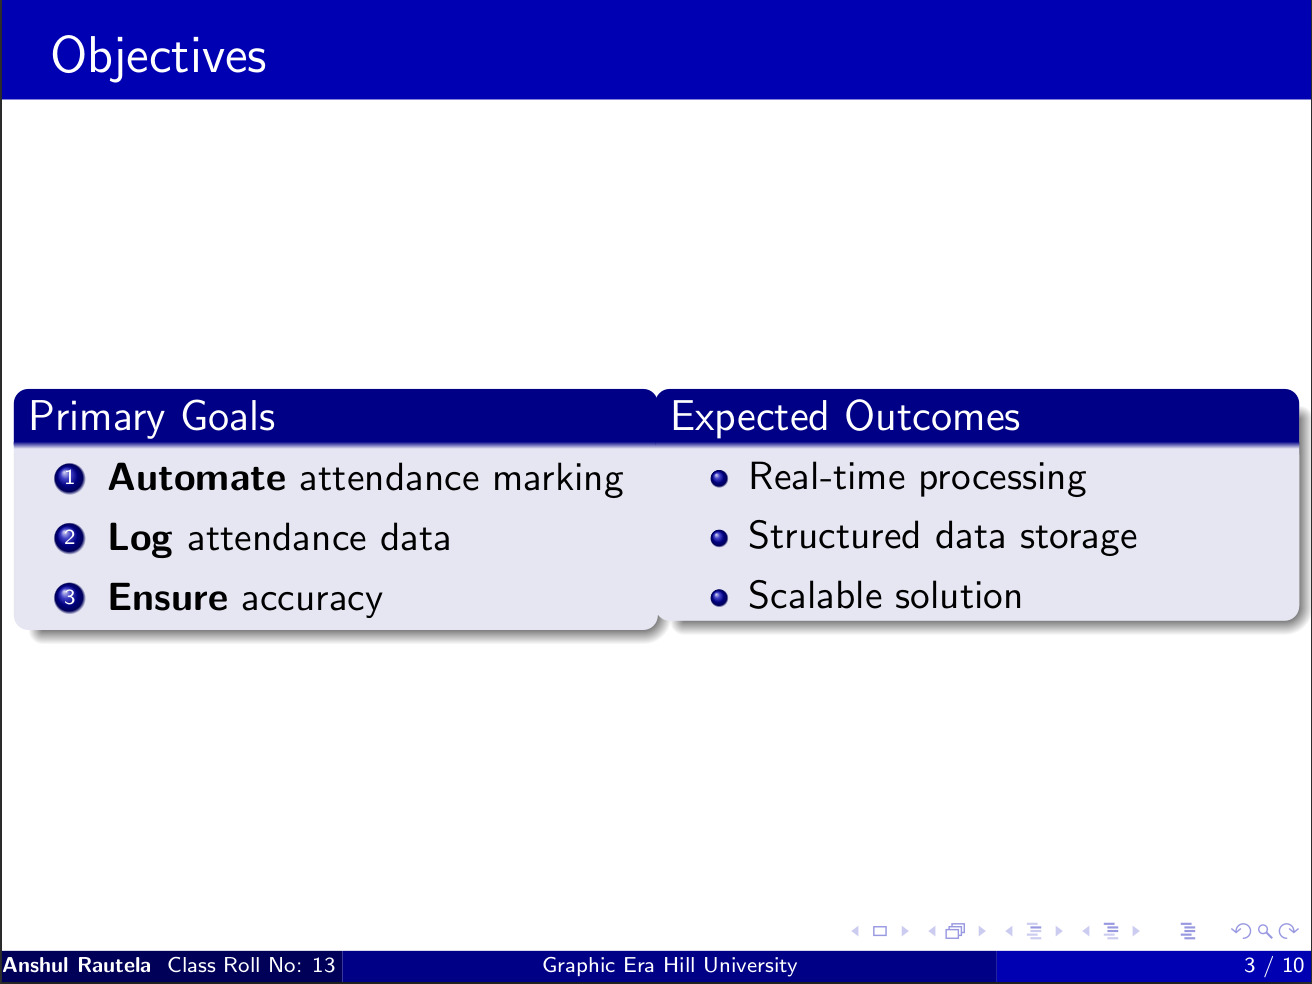 Objectives
Primary Goals
1 Automate attendance marking
2 Log attendance data
3 Ensure accuracy
Expected Outcomes
Real-time processing
Structured data storage
Scalable solution
Anshul Rautela Class Roll No: 13
Graphic Era Hill University
3 / 10